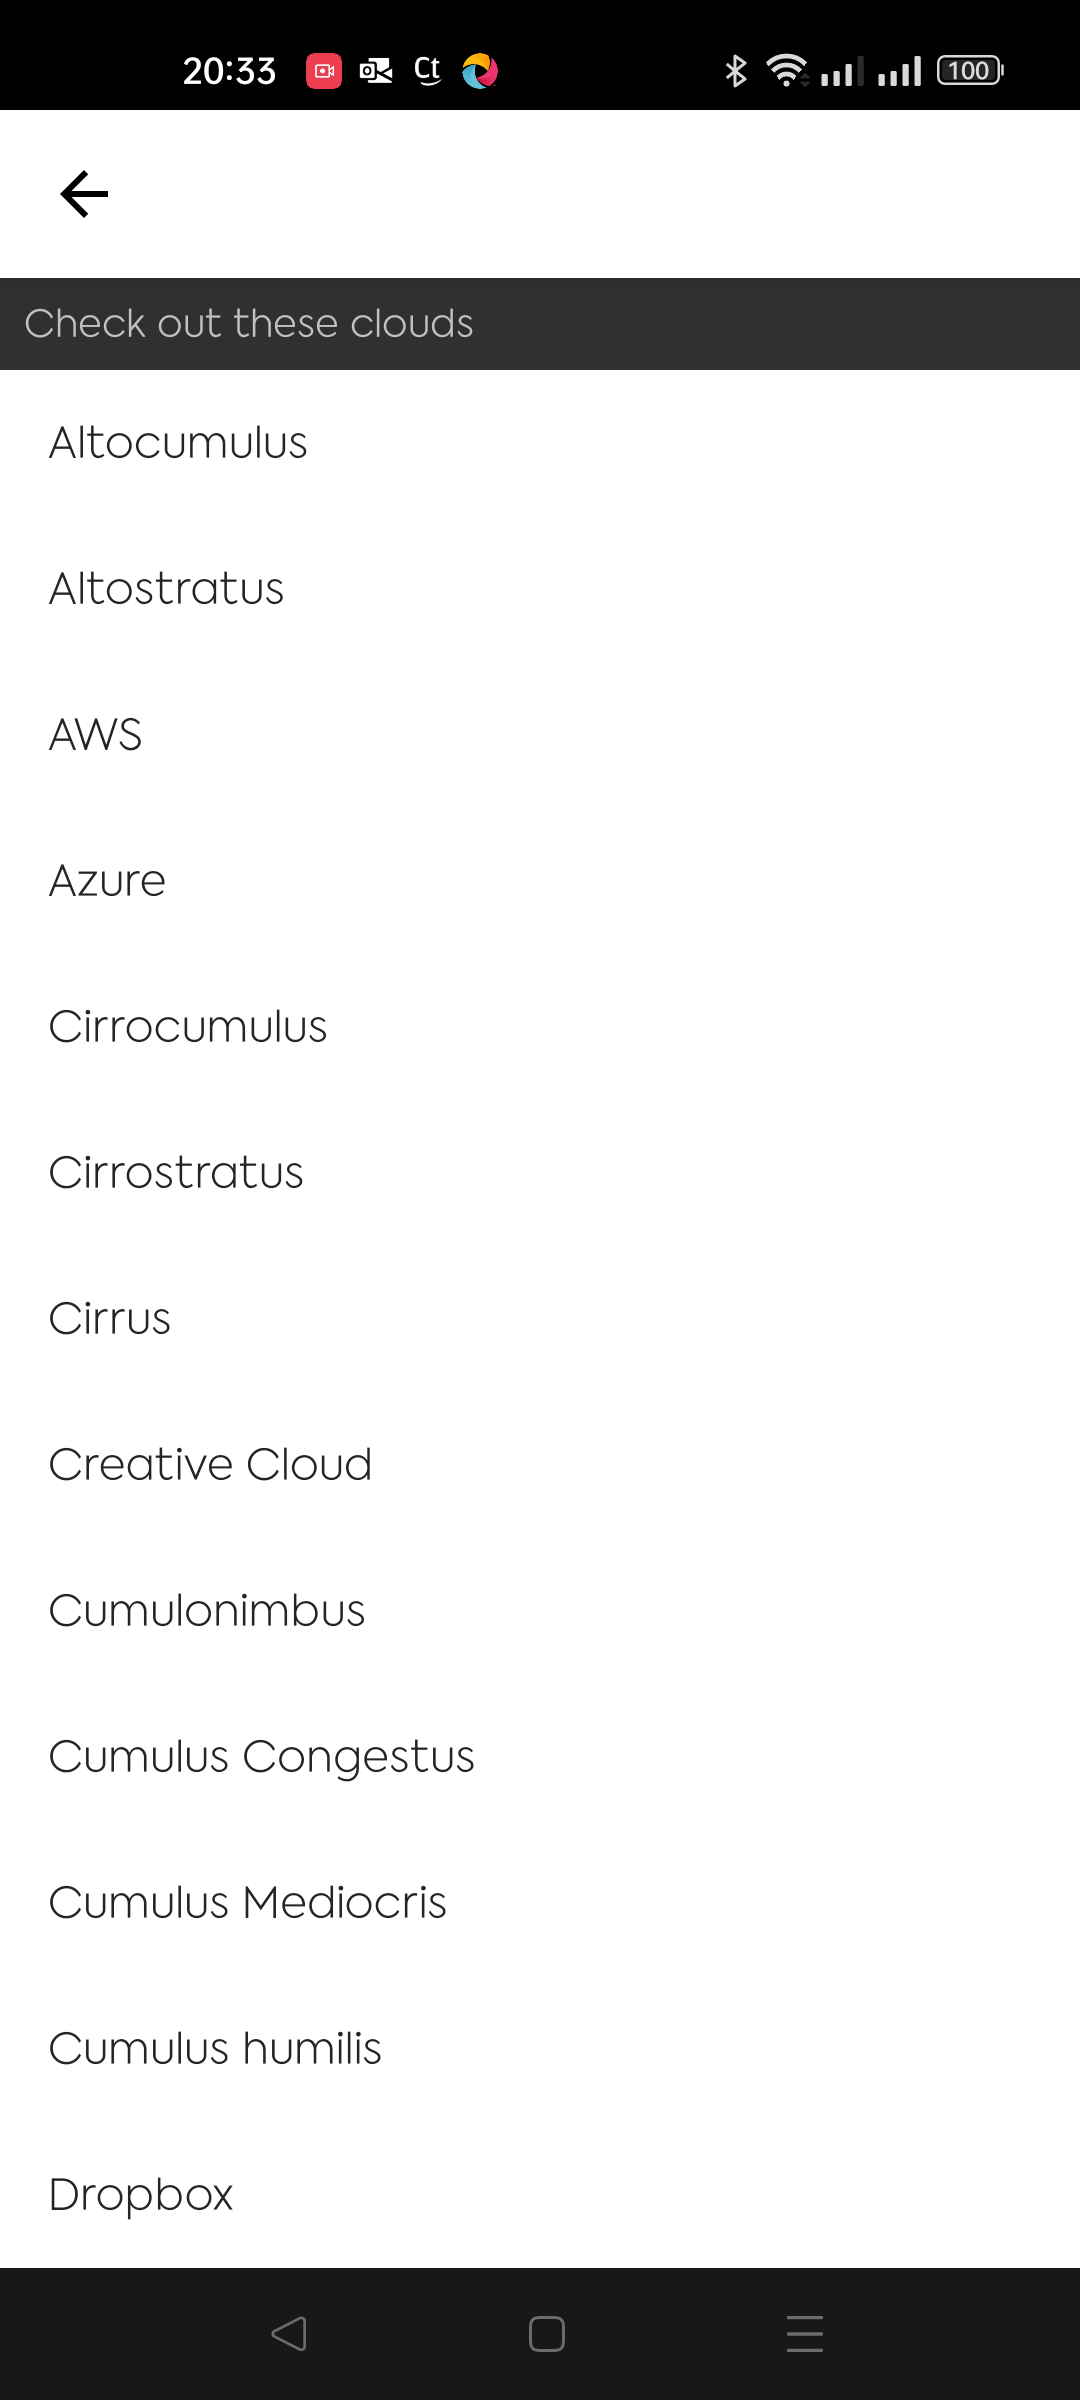 20:33 Ct 100
Check out these clouds
Altocumulus
Altostratus
AWS
Azure
Cirrocumulus
Cirrostratus
Cirrus
Creative Cloud
Cumulonimbus
Cumulus Congestus
Cumulus Mediocris
Cumulus humilis
Dropbox